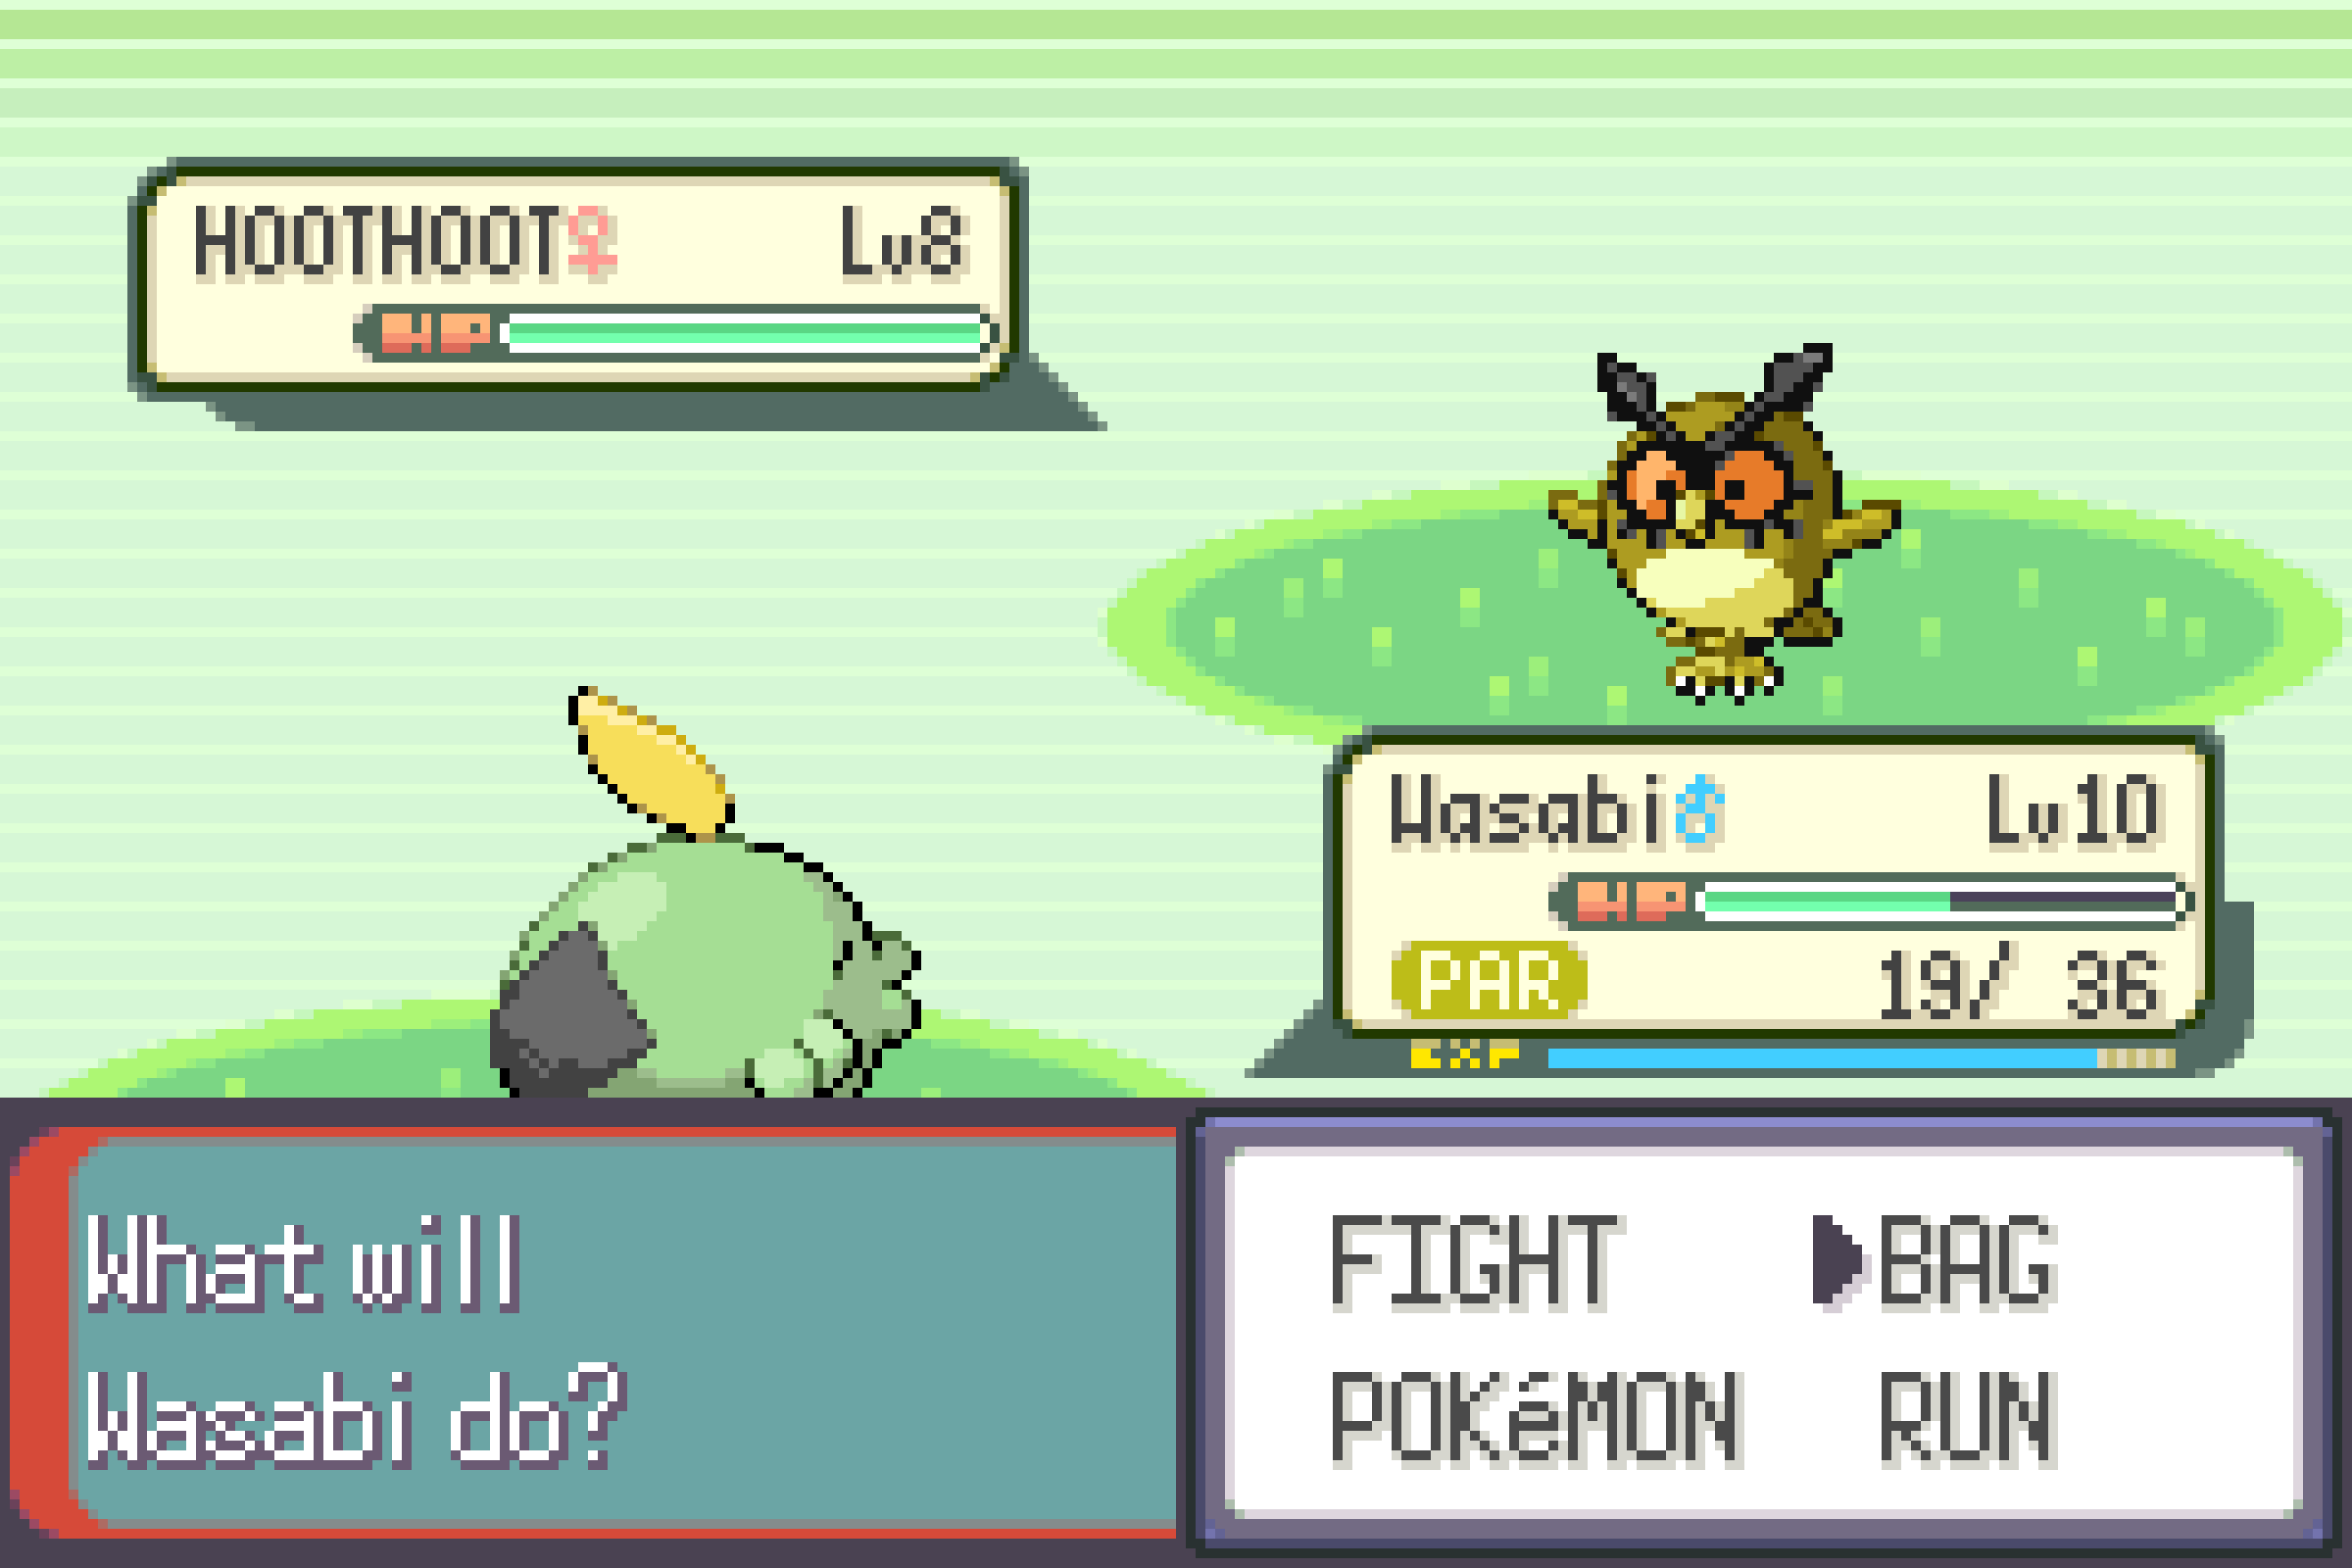 HOOTHOOT♀ Lv8
HP
Wasabi♂ Lv10
HP
PAR 19/ 36
EXP
What will
Wasabi do?
FIGHT ▶BAG
POKéMON RUN